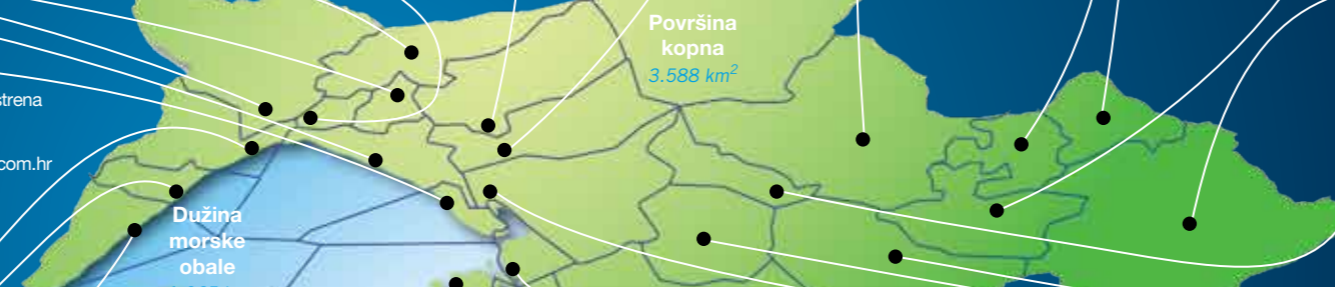 Površina
kopna
3.588 km²
strena
com.hr
Dužina
morske
obale